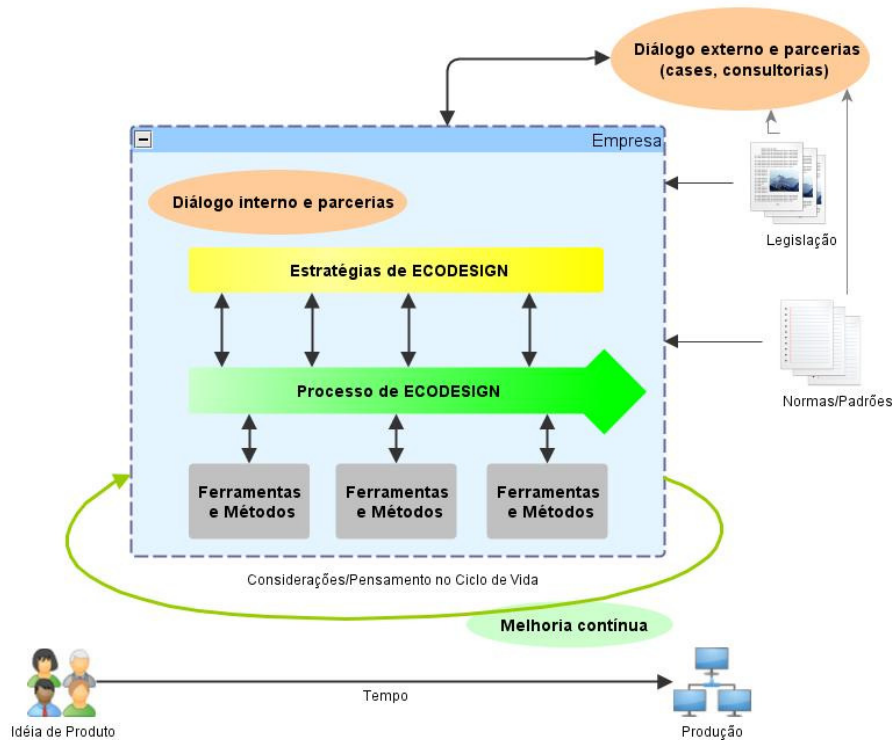 Diálogo externo e parcerias
(cases, consultorias)
Empresa
Diálogo interno e parcerias
Legislação
Estratégias de ECODESIGN
Processo de ECODESIGN
Normas/Padrões
Ferramentas
e Métodos
Ferramentas
e Métodos
Ferramentas
e Métodos
Considerações/Pensamento no Ciclo de Vida
Melhoria contínua
Tempo
Idéia de Produto
Produção